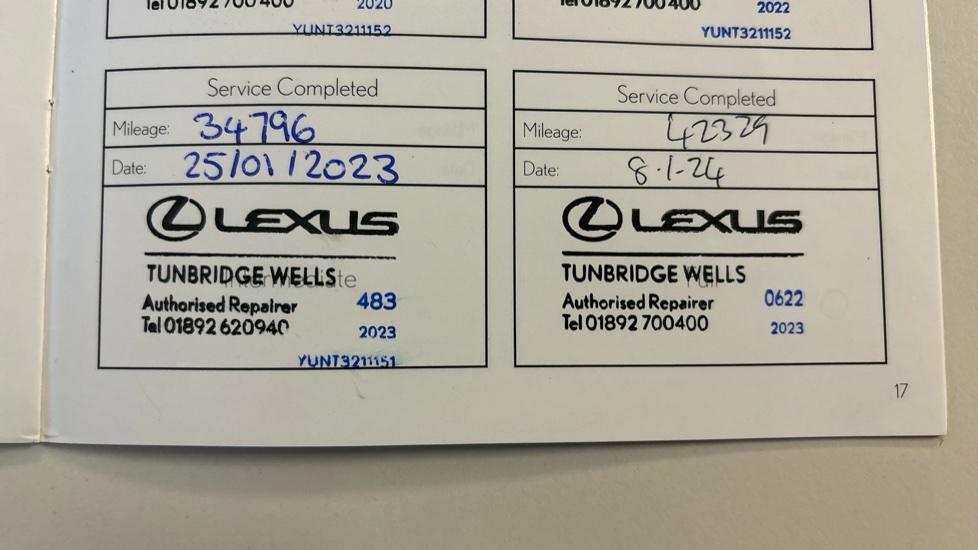 Tel 01892 700400
2020
YUNT3211152
Tel 01892 700400
2022
YUNT3211152
Service Completed
Mileage: 34796
Date: 25/01/2023
LEXUS
TUNBRIDGE WELLS
Intermediate
Authorised Repairer 483
Tel 01892 620940 2023
YUNT3211151
Service Completed
Mileage: 42329
Date: 8.1-24
LEXUS
TUNBRIDGE WELLS
Full
Authorised Repairer 0622
Tel 01892 700400 2023
17